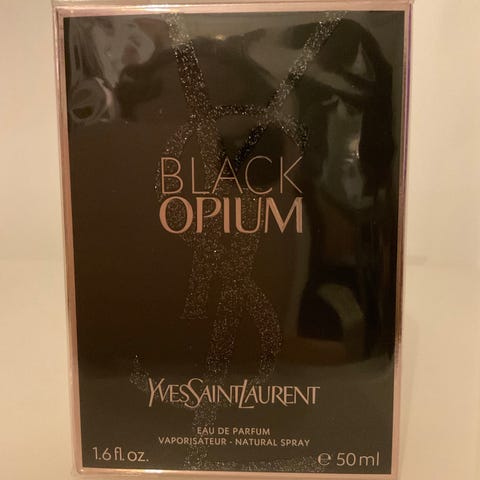 BLACK
OPIUM
YVESSAINTLAURENT
EAU DE PARFUM
VAPORISATEUR - NATURAL SPRAY
1.6 fl. oz. ℮ 50 ml